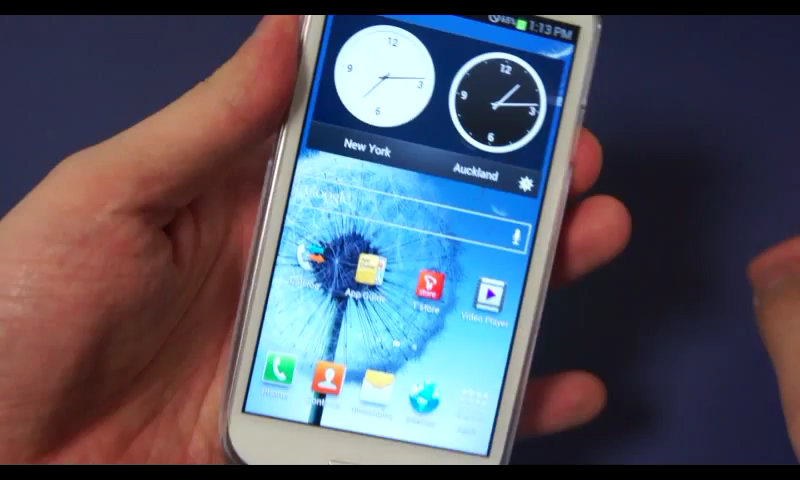 1:13 PM
12
9 3
6
12
9 3
6
New York
Auckland
Google
App Guide
T store
Video Player
Phone